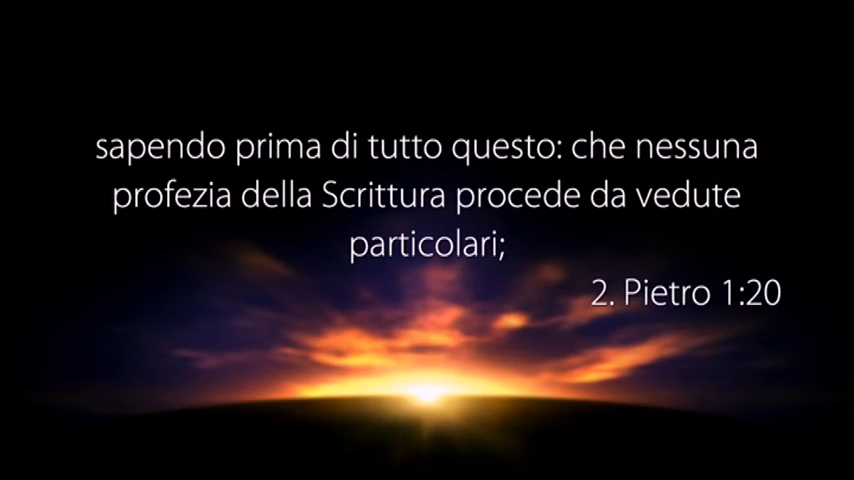 sapendo prima di tutto questo: che nessuna
profezia della Scrittura procede da vedute
particolari;
2. Pietro 1:20